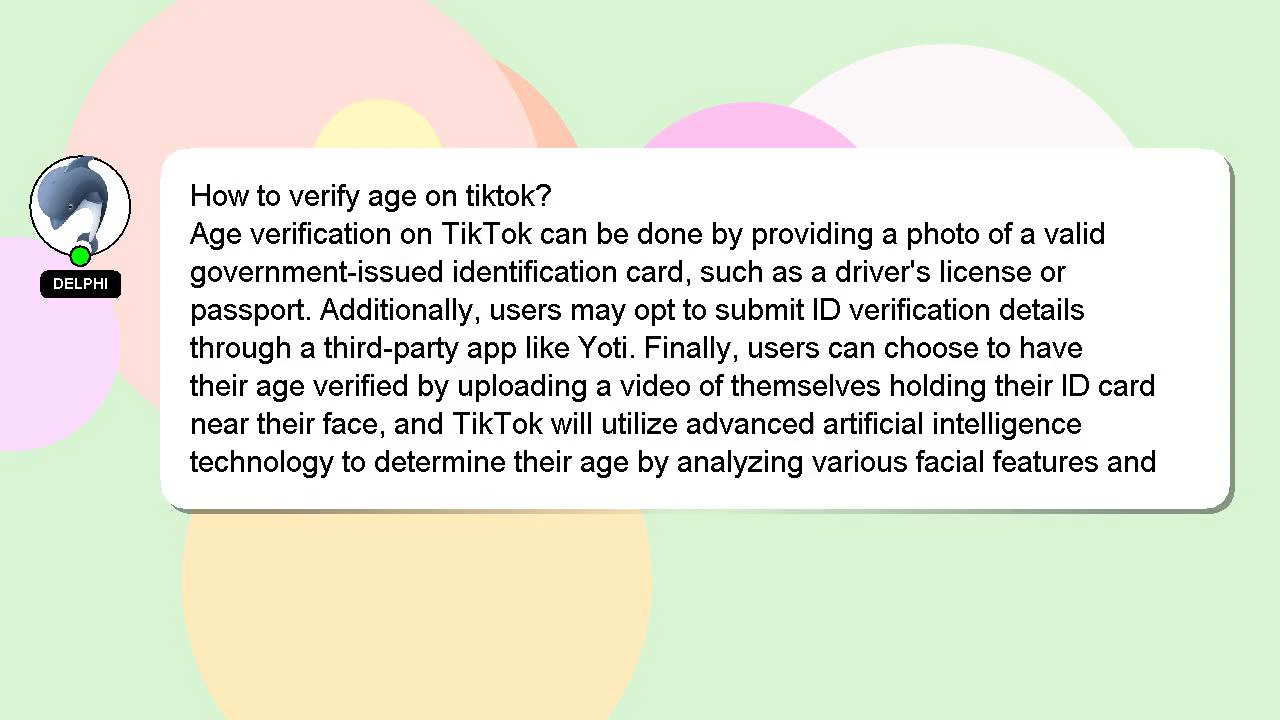 How to verify age on tiktok?
Age verification on TikTok can be done by providing a photo of a valid
government-issued identification card, such as a driver's license or
passport. Additionally, users may opt to submit ID verification details
through a third-party app like Yoti. Finally, users can choose to have
their age verified by uploading a video of themselves holding their ID card
near their face, and TikTok will utilize advanced artificial intelligence
technology to determine their age by analyzing various facial features and
DELPHI